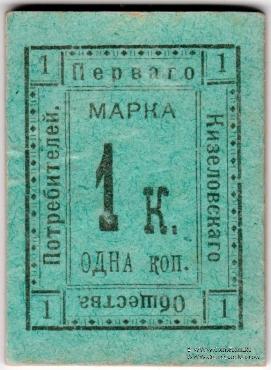 1 Перваго 1
Кизеловскаго
Общества
Потребителей.
МАРКА
1 К.
ОДНА КОП.
1 1